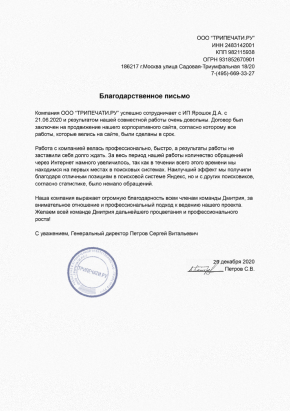 ООО "ТРИПЕЧАТИ.РУ"
ИНН 2483142001
КПП 982115938
ОГРН 931852670901
186217 г.Москва улица Садовая-Триумфальная 18/20
7-(495)-669-33-27
Благодарственное письмо
Компания ООО "ТРИПЕЧАТИ.РУ" успешно сотрудничает с ИП Ярошок Д.А. с
21.06.2020 и результатом нашей совместной работы очень довольны. Договор был
заключен на продвижение нашего корпоративного сайта, согласно которому все
работы, которые велись на сайте, были сделаны в срок.
Работа с компанией велась профессионально, быстро, а результаты работы не
заставили себя долго ждать. За весь период нашей работы количество обращений
через Интернет намного увеличилось, так как в течении всего этого времени мы
находимся на первых местах в поисковых системах. Наилучший эффект мы получили
благодаря отличным позициям в поисковой системе Яндекс, но и с других поисковиков,
согласно статистике, было немало обращений.
Наша компания выражает огромную благодарность всем членам команды Дмитрия, за
внимательное отношение и профессиональный подход к ведению нашего проекта.
Желаем всей команде Дмитрия дальнейшего процветания и профессионального
роста!
С уважением, Генеральный директор Петров Сергей Витальевич
ТРИПЕЧАТИ.РУ
26 декабря 2020
Петров С.В.